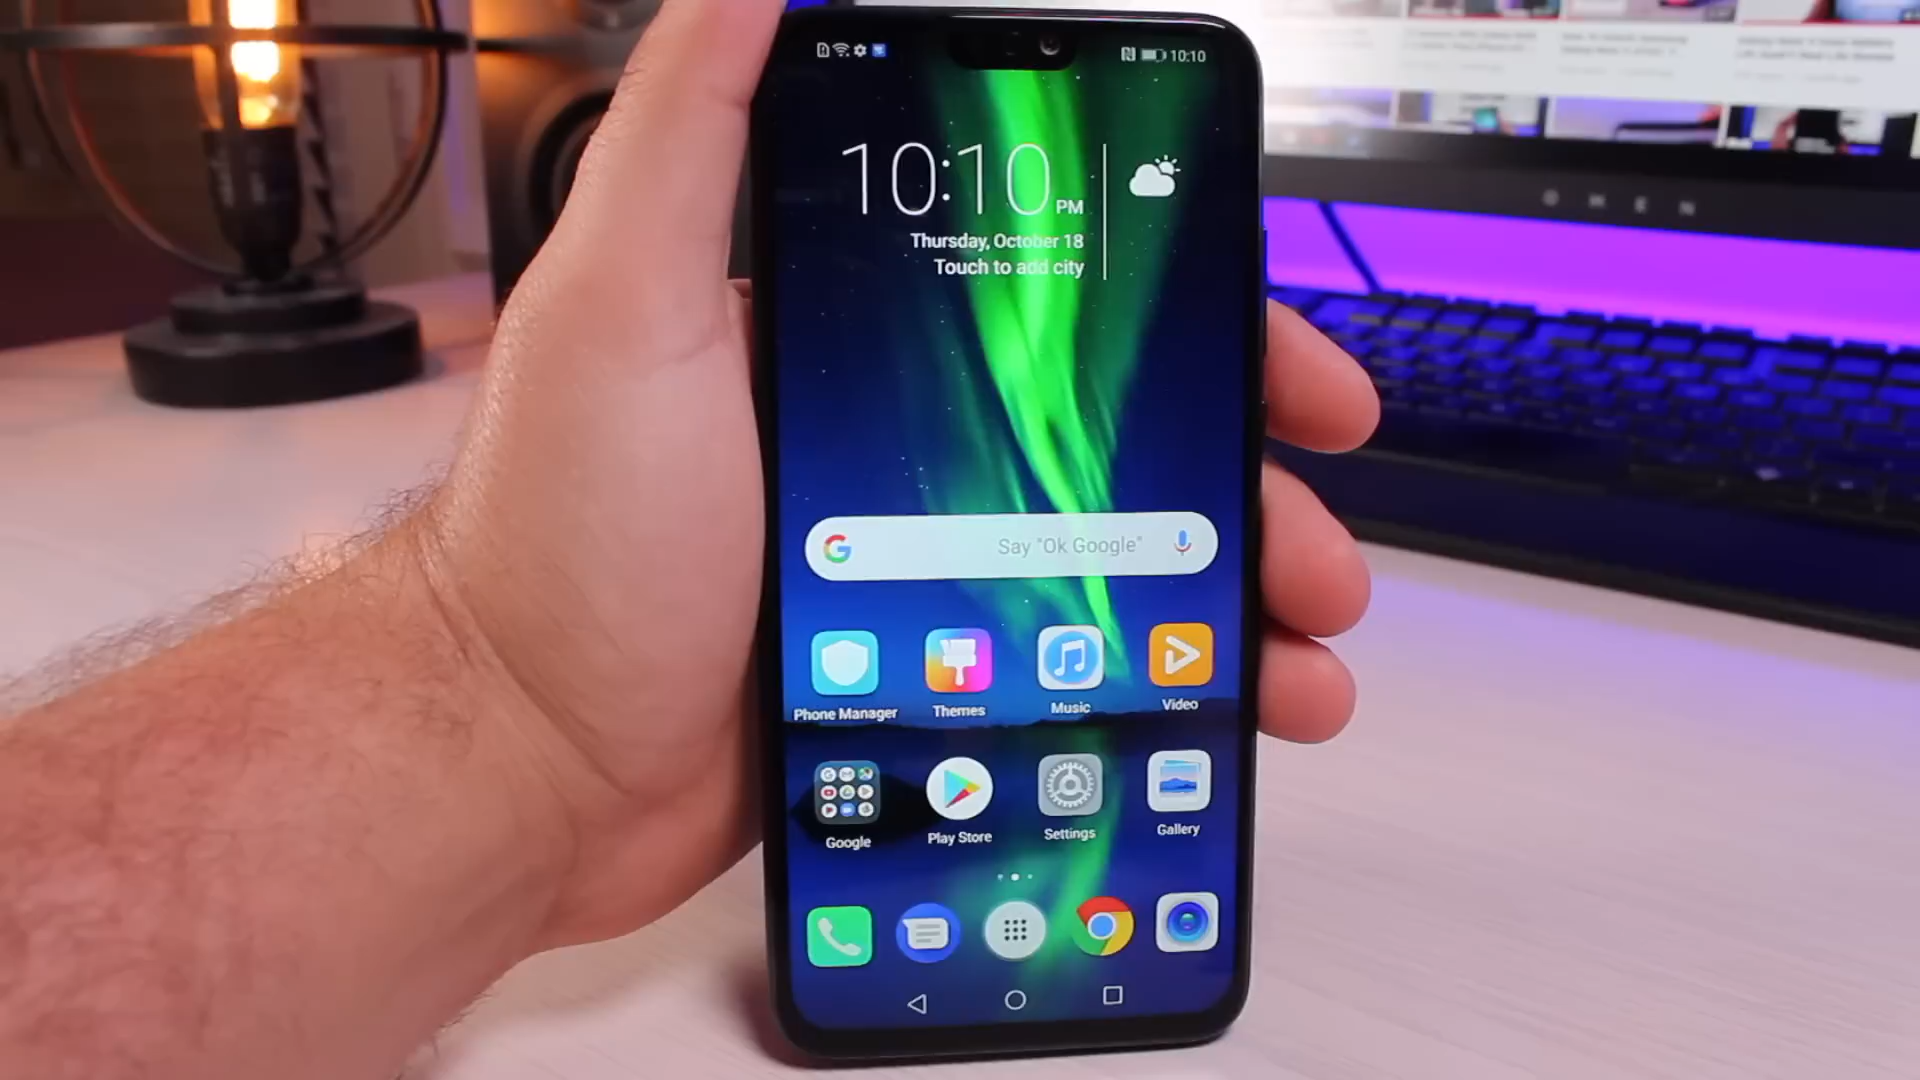 10:10
10:10 PM
Thursday, October 18
Touch to add city
OMEN
Say "Ok Google"
Phone Manager
Themes
Music
Video
Google
Play Store
Settings
Gallery